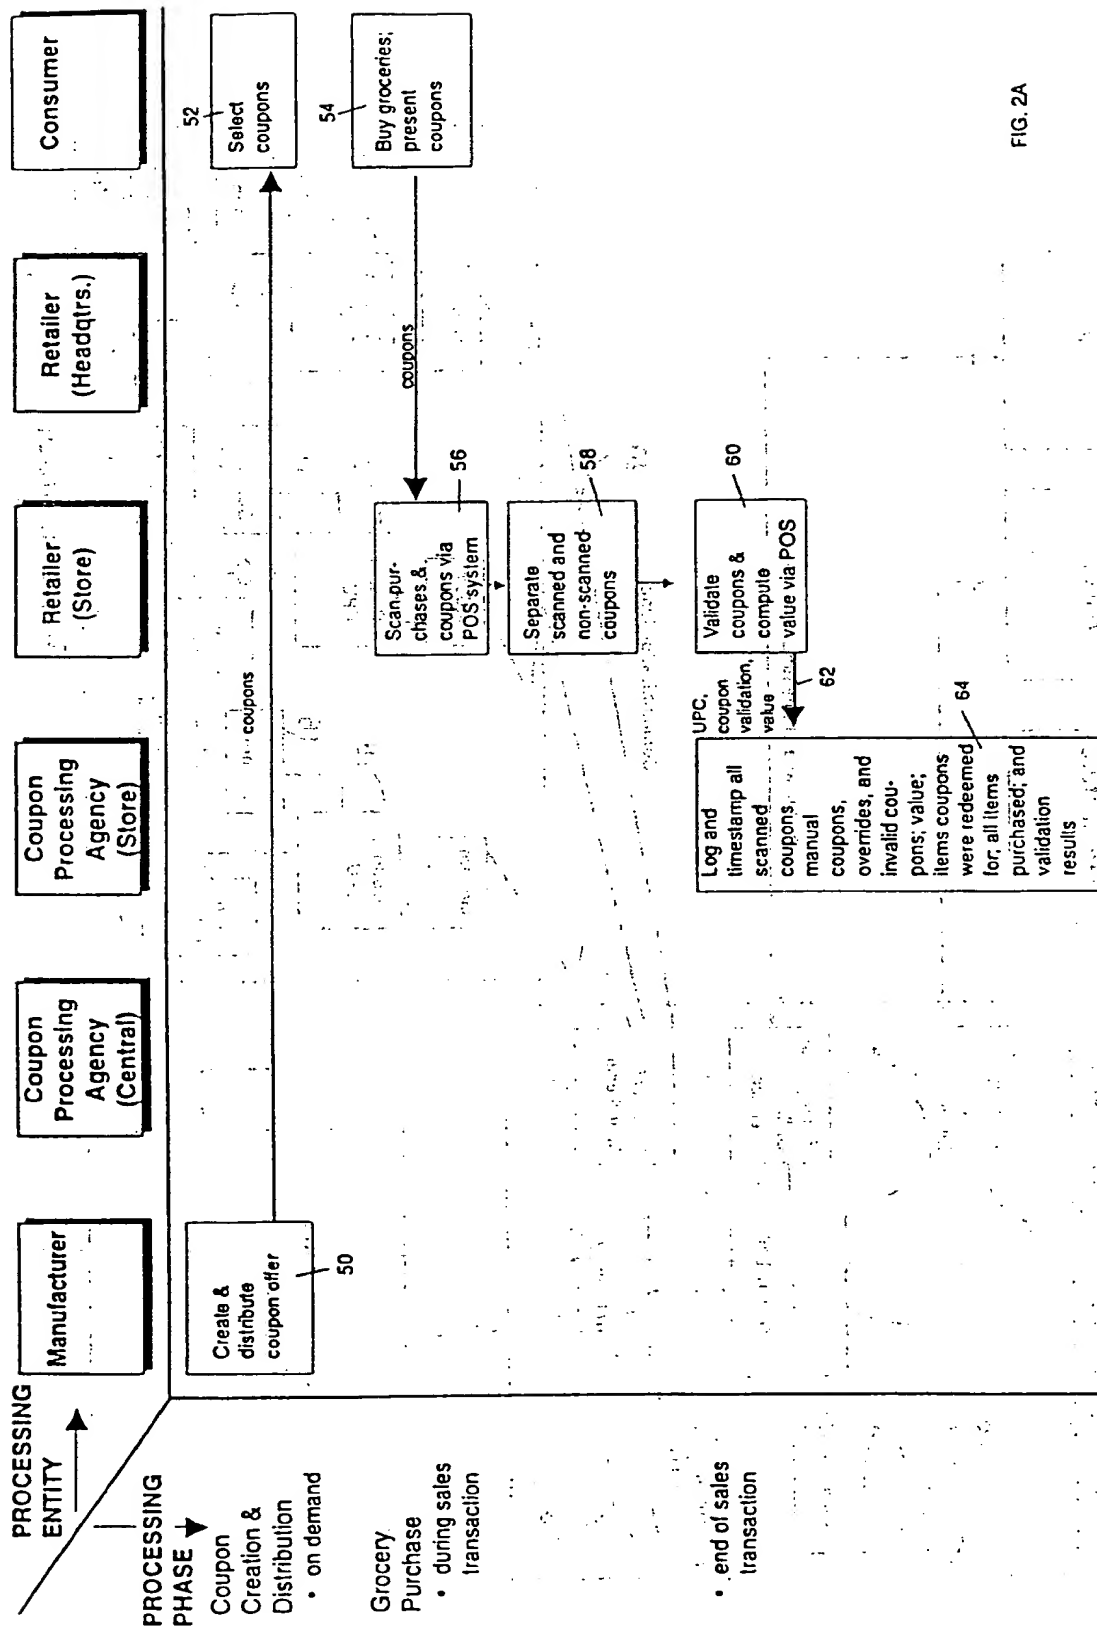 PROCESSING
ENTITY
Manufacturer
Coupon
Processing
Agency
(Central)
Coupon
Processing
Agency
(Store)
Retailer
(Store)
Retailer
(Headqtrs.)
Consumer
PROCESSING
PHASE
Coupon
Creation &
Distribution
• on demand
Create &
distribute
coupon offer
50
coupons
52
Select
coupons
Grocery
Purchase
• during sales
transaction
54
Buy groceries;
present
coupons
coupons
Scan pur-
chases &
coupons via
POS system
56
Separate
scanned and
non-scanned
coupons
58
• end of sales
transaction
Validate
coupons &
compute
value via POS
60
UPC,
coupon
validation,
value
62
Log and
timestamp all
scanned
coupons,
manual
coupons,
overrides, and
invalid cou-
pons; value;
items coupons
were redeemed
for; all items
purchased; and
validation
results
64
FIG. 2A